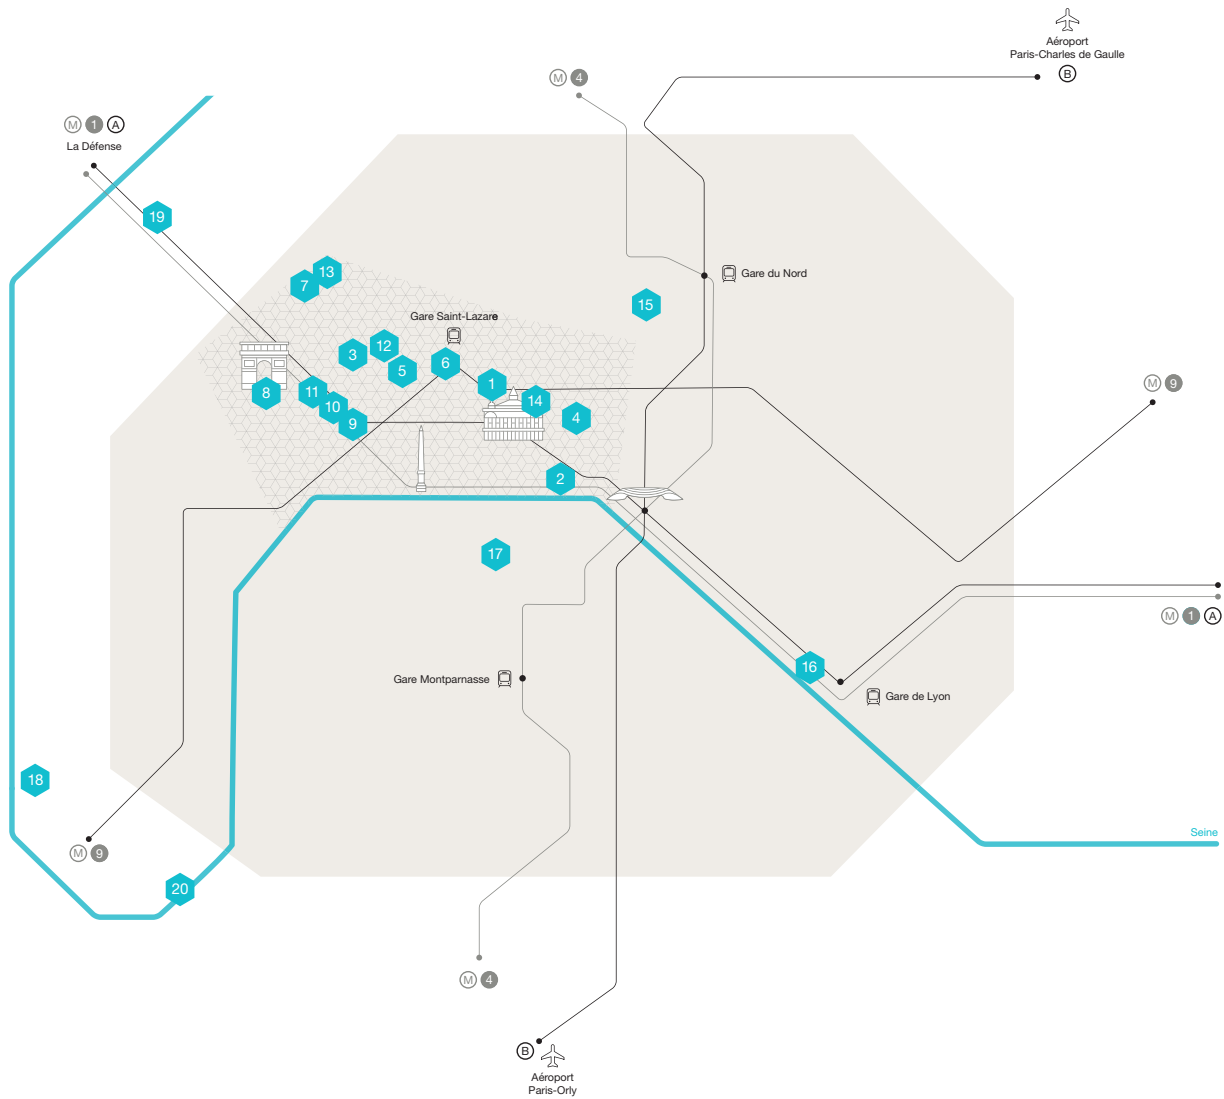 Aéroport
Paris-Charles de Gaulle
B
M 4
M 1 A
La Défense
19
13
7
Gare du Nord
15
Gare Saint-Lazare
12
3
6
5
1
M 9
8
11
14
10
4
9
2
17
M 1 A
16
Gare Montparnasse
Gare de Lyon
18
Seine
M 9
20
M 4
B
Aéroport
Paris-Orly